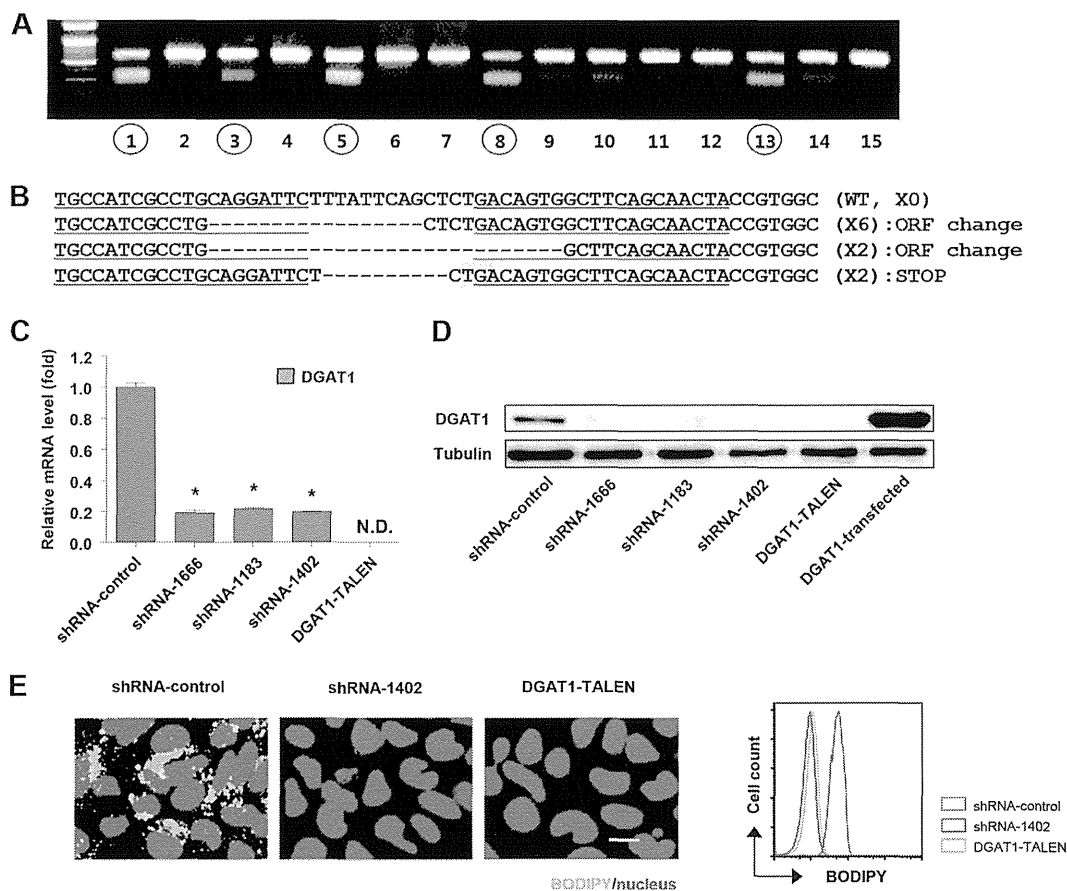 A
1 2 3 4 5 6 7 8 9 10 11 12 13 14 15
B
TGCCATCGCCTGCAGGATTCTTTATTCAGCTCTGACAGTGGCTTCAGCAACTACCGTGGC (WT, X0)
TGCCATCGCCTG-----------------CTCTGACAGTGGCTTCAGCAACTACCGTGGC (X6):ORF change
TGCCATCGCCTG----------------------------GCTTCAGCAACTACCGTGGC (X2):ORF change
TGCCATCGCCTGCAGGATTCT----------CTGACAGTGGCTTCAGCAACTACCGTGGC (X2):STOP
C
Relative mRNA level (fold)
1.2
1.0
0.8
0.6
0.4
0.2
0.0
DGAT1
* * * N.D.
shRNA-control
shRNA-1666
shRNA-1183
shRNA-1402
DGAT1-TALEN
D
DGAT1
Tubulin
shRNA-control
shRNA-1666
shRNA-1183
shRNA-1402
DGAT1-TALEN
DGAT1-transfected
E
shRNA-control shRNA-1402 DGAT1-TALEN
BODIPY/nucleus
Cell count
BODIPY
shRNA-control
shRNA-1402
DGAT1-TALEN